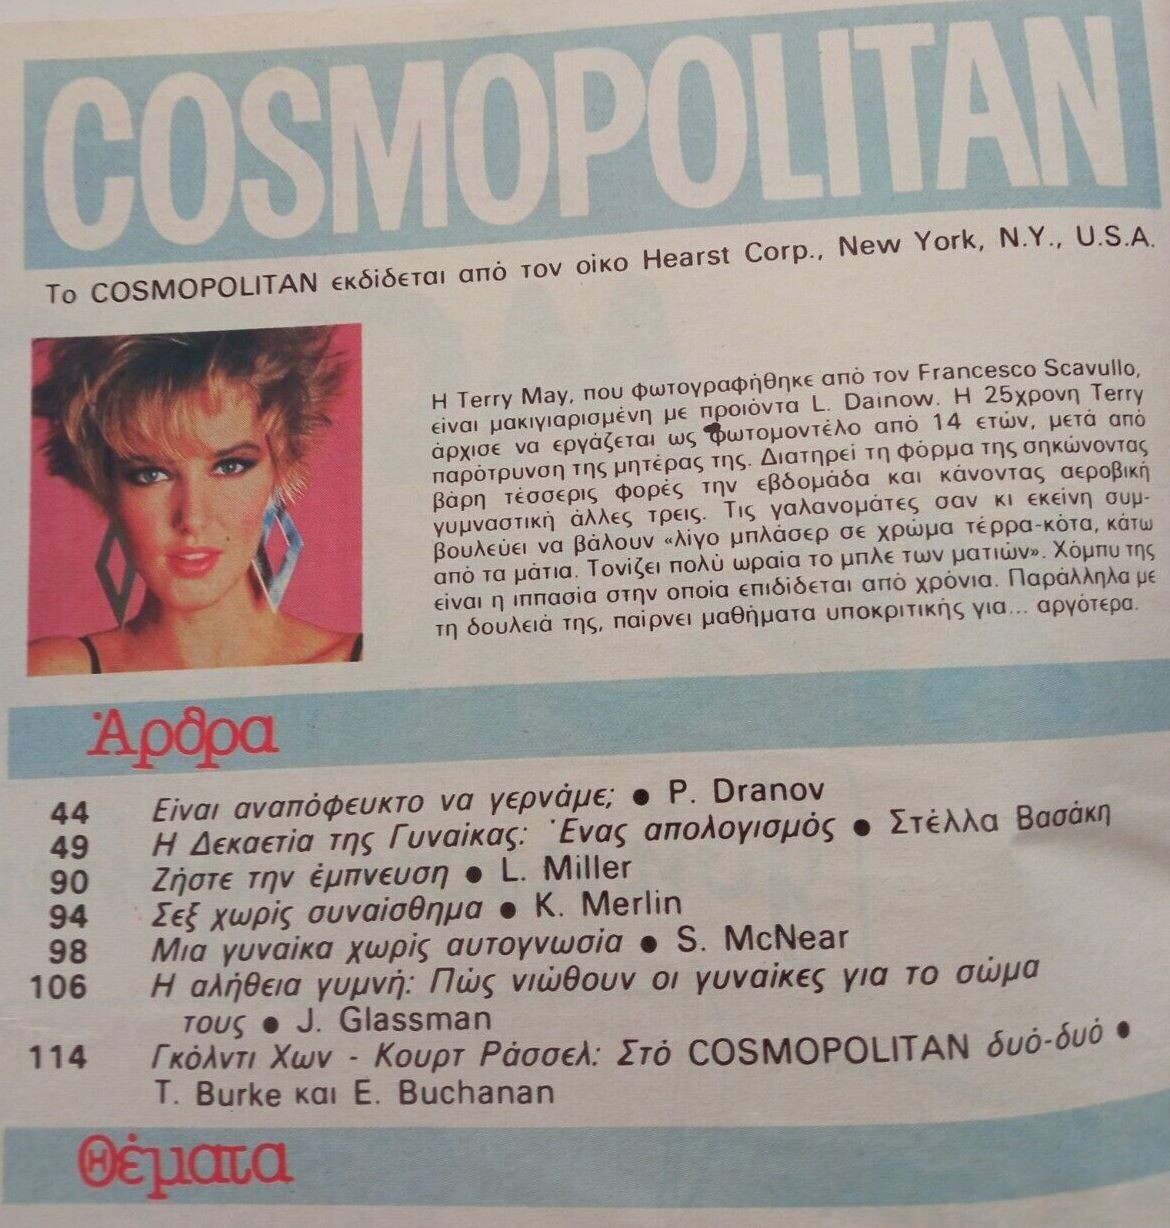 COSMOPOLITAN
Το COSMOPOLITAN εκδίδεται από τον οίκο Hearst Corp., New York, N.Y., U.S.A.
Η Terry May, που φωτογραφήθηκε από τον Francesco Scavullo,
είναι μακιγιαρισμένη με προιόντα L. Dainow. Η 25χρονη Terry
άρχισε να εργάζεται ως φωτομοντέλο από 14 ετών, μετά από
παρότρυνση της μητέρας της. Διατηρεί τη φόρμα της σηκώνοντας
βάρη τέσσερις φορές την εβδομάδα και κάνοντας αεροβική
γυμναστική άλλες τρεις. Τις γαλανομάτες σαν κι εκείνη συμ-
βουλεύει να βάλουν «λίγο μπλάσερ σε χρώμα τέρρα-κότα, κάτω
από τα μάτια. Τονίζει πολύ ωραία το μπλε των ματιών». Χόμπυ της
είναι η ιππασία στην οποία επιδίδεται από χρόνια. Παράλληλα με
τη δουλειά της, παίρνει μαθήματα υποκριτικής για... αργότερα.
Άρθρα
44 Είναι αναπόφευκτο να γερνάμε; ● P. Dranov
49 Η Δεκαετία της Γυναίκας: Ένας απολογισμός ● Στέλλα Βασάκη
90 Ζήστε την έμπνευση ● L. Miller
94 Σεξ χωρίς συναίσθημα ● K. Merlin
98 Μια γυναίκα χωρίς αυτογνωσία ● S. McNear
106 Η αλήθεια γυμνή: Πώς νιώθουν οι γυναίκες για το σώμα
τους ● J. Glassman
114 Γκόλντι Χων - Κουρτ Ράσσελ: Στό COSMOPOLITAN δυό-δυό ●
T. Burke και E. Buchanan
Θέματα